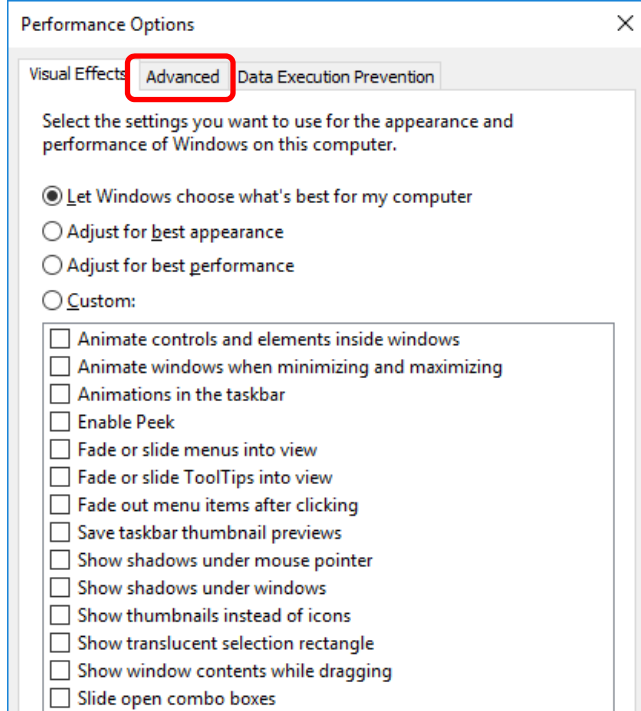 Performance Options
Visual Effects Advanced Data Execution Prevention
Select the settings you want to use for the appearance and
performance of Windows on this computer.
Let Windows choose what's best for my computer
Adjust for best appearance
Adjust for best performance
Custom:
Animate controls and elements inside windows
Animate windows when minimizing and maximizing
Animations in the taskbar
Enable Peek
Fade or slide menus into view
Fade or slide ToolTips into view
Fade out menu items after clicking
Save taskbar thumbnail previews
Show shadows under mouse pointer
Show shadows under windows
Show thumbnails instead of icons
Show translucent selection rectangle
Show window contents while dragging
Slide open combo boxes